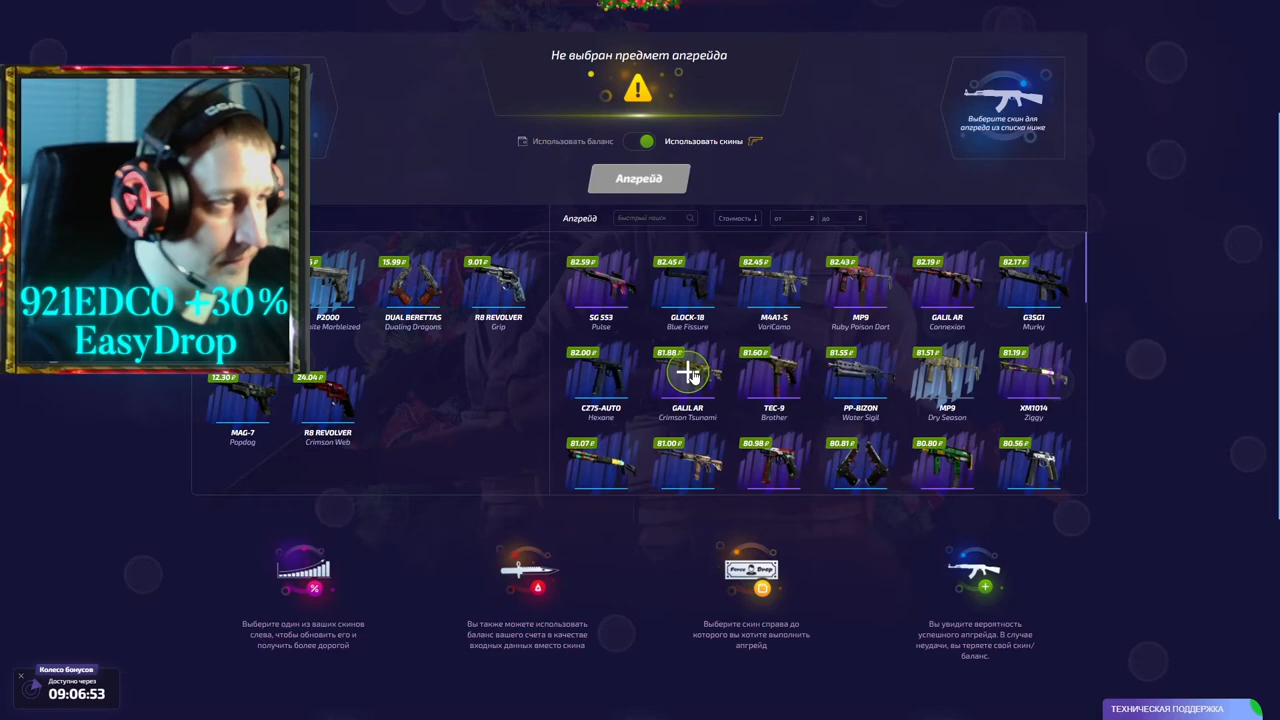 Не выбран предмет апгрейда
Выберите скин для
апгреда из списка ниже
Использовать баланс
Использовать скины
Апгрейд
Апгрейд
Быстрый поиск
Стоимость
от ₽
до ₽
921EDC0 +30%
EasyDrop
15.99 ₽
9.01 ₽
P2000
DUAL BERETTAS
R8 REVOLVER
Marbleized
Dualing Dragons
Grip
12.30 ₽
24.04 ₽
MAG-7
R8 REVOLVER
Popdog
Crimson Web
82.59 ₽
82.45 ₽
82.45 ₽
82.43 ₽
82.19 ₽
82.17 ₽
SG 553
GLOCK-18
M4A1-S
MP9
GALIL AR
G3SG1
Pulse
Blue Fissure
VariCamo
Ruby Poison Dart
Connexion
Murky
82.00 ₽
81.88
81.60 ₽
81.55 ₽
81.51 ₽
81.19 ₽
CZ75-AUTO
GALIL AR
TEC-9
PP-BIZON
MP9
XM1014
Hexane
Crimson Tsunami
Brother
Water Sigil
Dry Season
Ziggy
81.07 ₽
81.00 ₽
80.98 ₽
80.81 ₽
80.80 ₽
80.56 ₽
Force Drop
Выберите один из ваших скинов
слева, чтобы обновить его и
получить более дорогой
Вы также можете использовать
баланс вашего счета в качестве
входных данных вместо скина
Выберите скин справа до
которого вы хотите выполнить
апгрейд
Вы увидите вероятность
успешного апгрейда. В случае
неудачи, вы теряете свой скин/
баланс.
Колесо бонусов
Доступно через
09:06:53
ТЕХНИЧЕСКАЯ ПОДДЕРЖКА